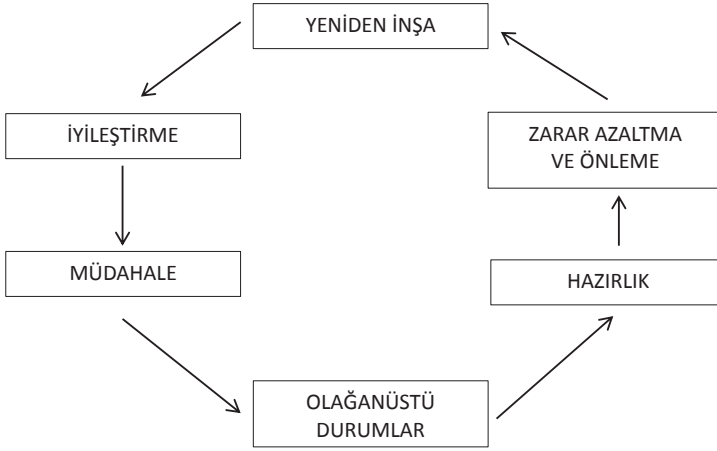 YENİDEN İNŞA
İYİLEŞTİRME
ZARAR AZALTMA
VE ÖNLEME
MÜDAHALE
HAZIRLIK
OLAĞANÜSTÜ
DURUMLAR